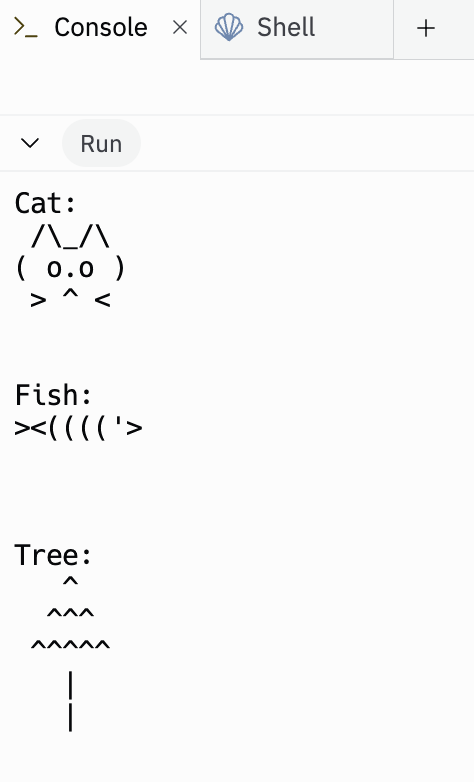 Console
Shell
Run
Cat:
 /\_/\
( o.o )
 > ^ <
Fish:
><(((('>
Tree:
   ^
  ^^^
 ^^^^^
   |
   |